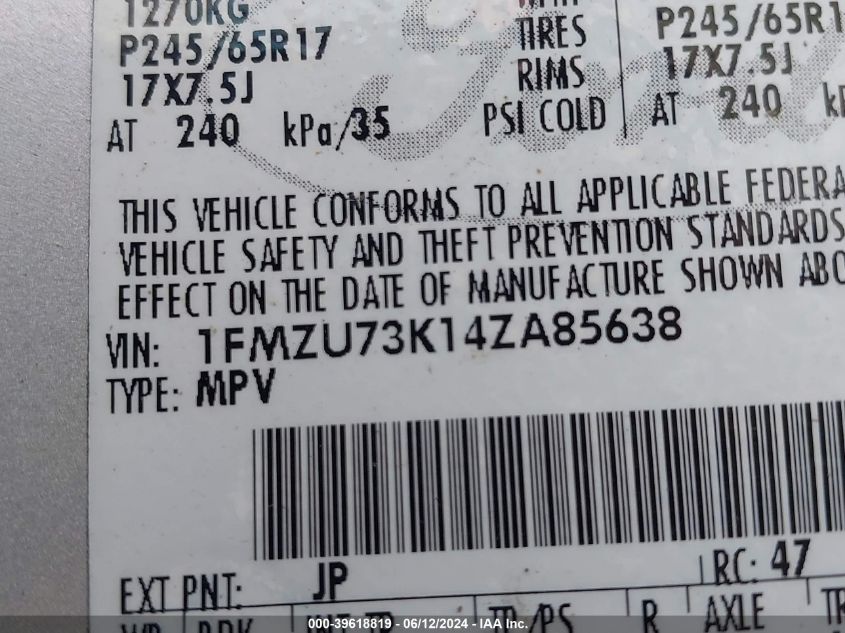 1270KG
P245/65R17 TIRES P245/65R1
17X7.5J RIMS 17X7.5J
AT 240 kPa/35 PSI COLD AT 240
THIS VEHICLE CONFORMS TO ALL APPLICABLE FEDERA
VEHICLE SAFETY AND THEFT PREVENTION STANDARDS
EFFECT ON THE DATE OF MANUFACTURE SHOWN ABO
VIN: 1FMZU73K14ZA85638
TYPE: MPV
EXT PNT: JP RC: 47
R AXLE TR
000-39618819 - 06/12/2024 - IAA Inc.